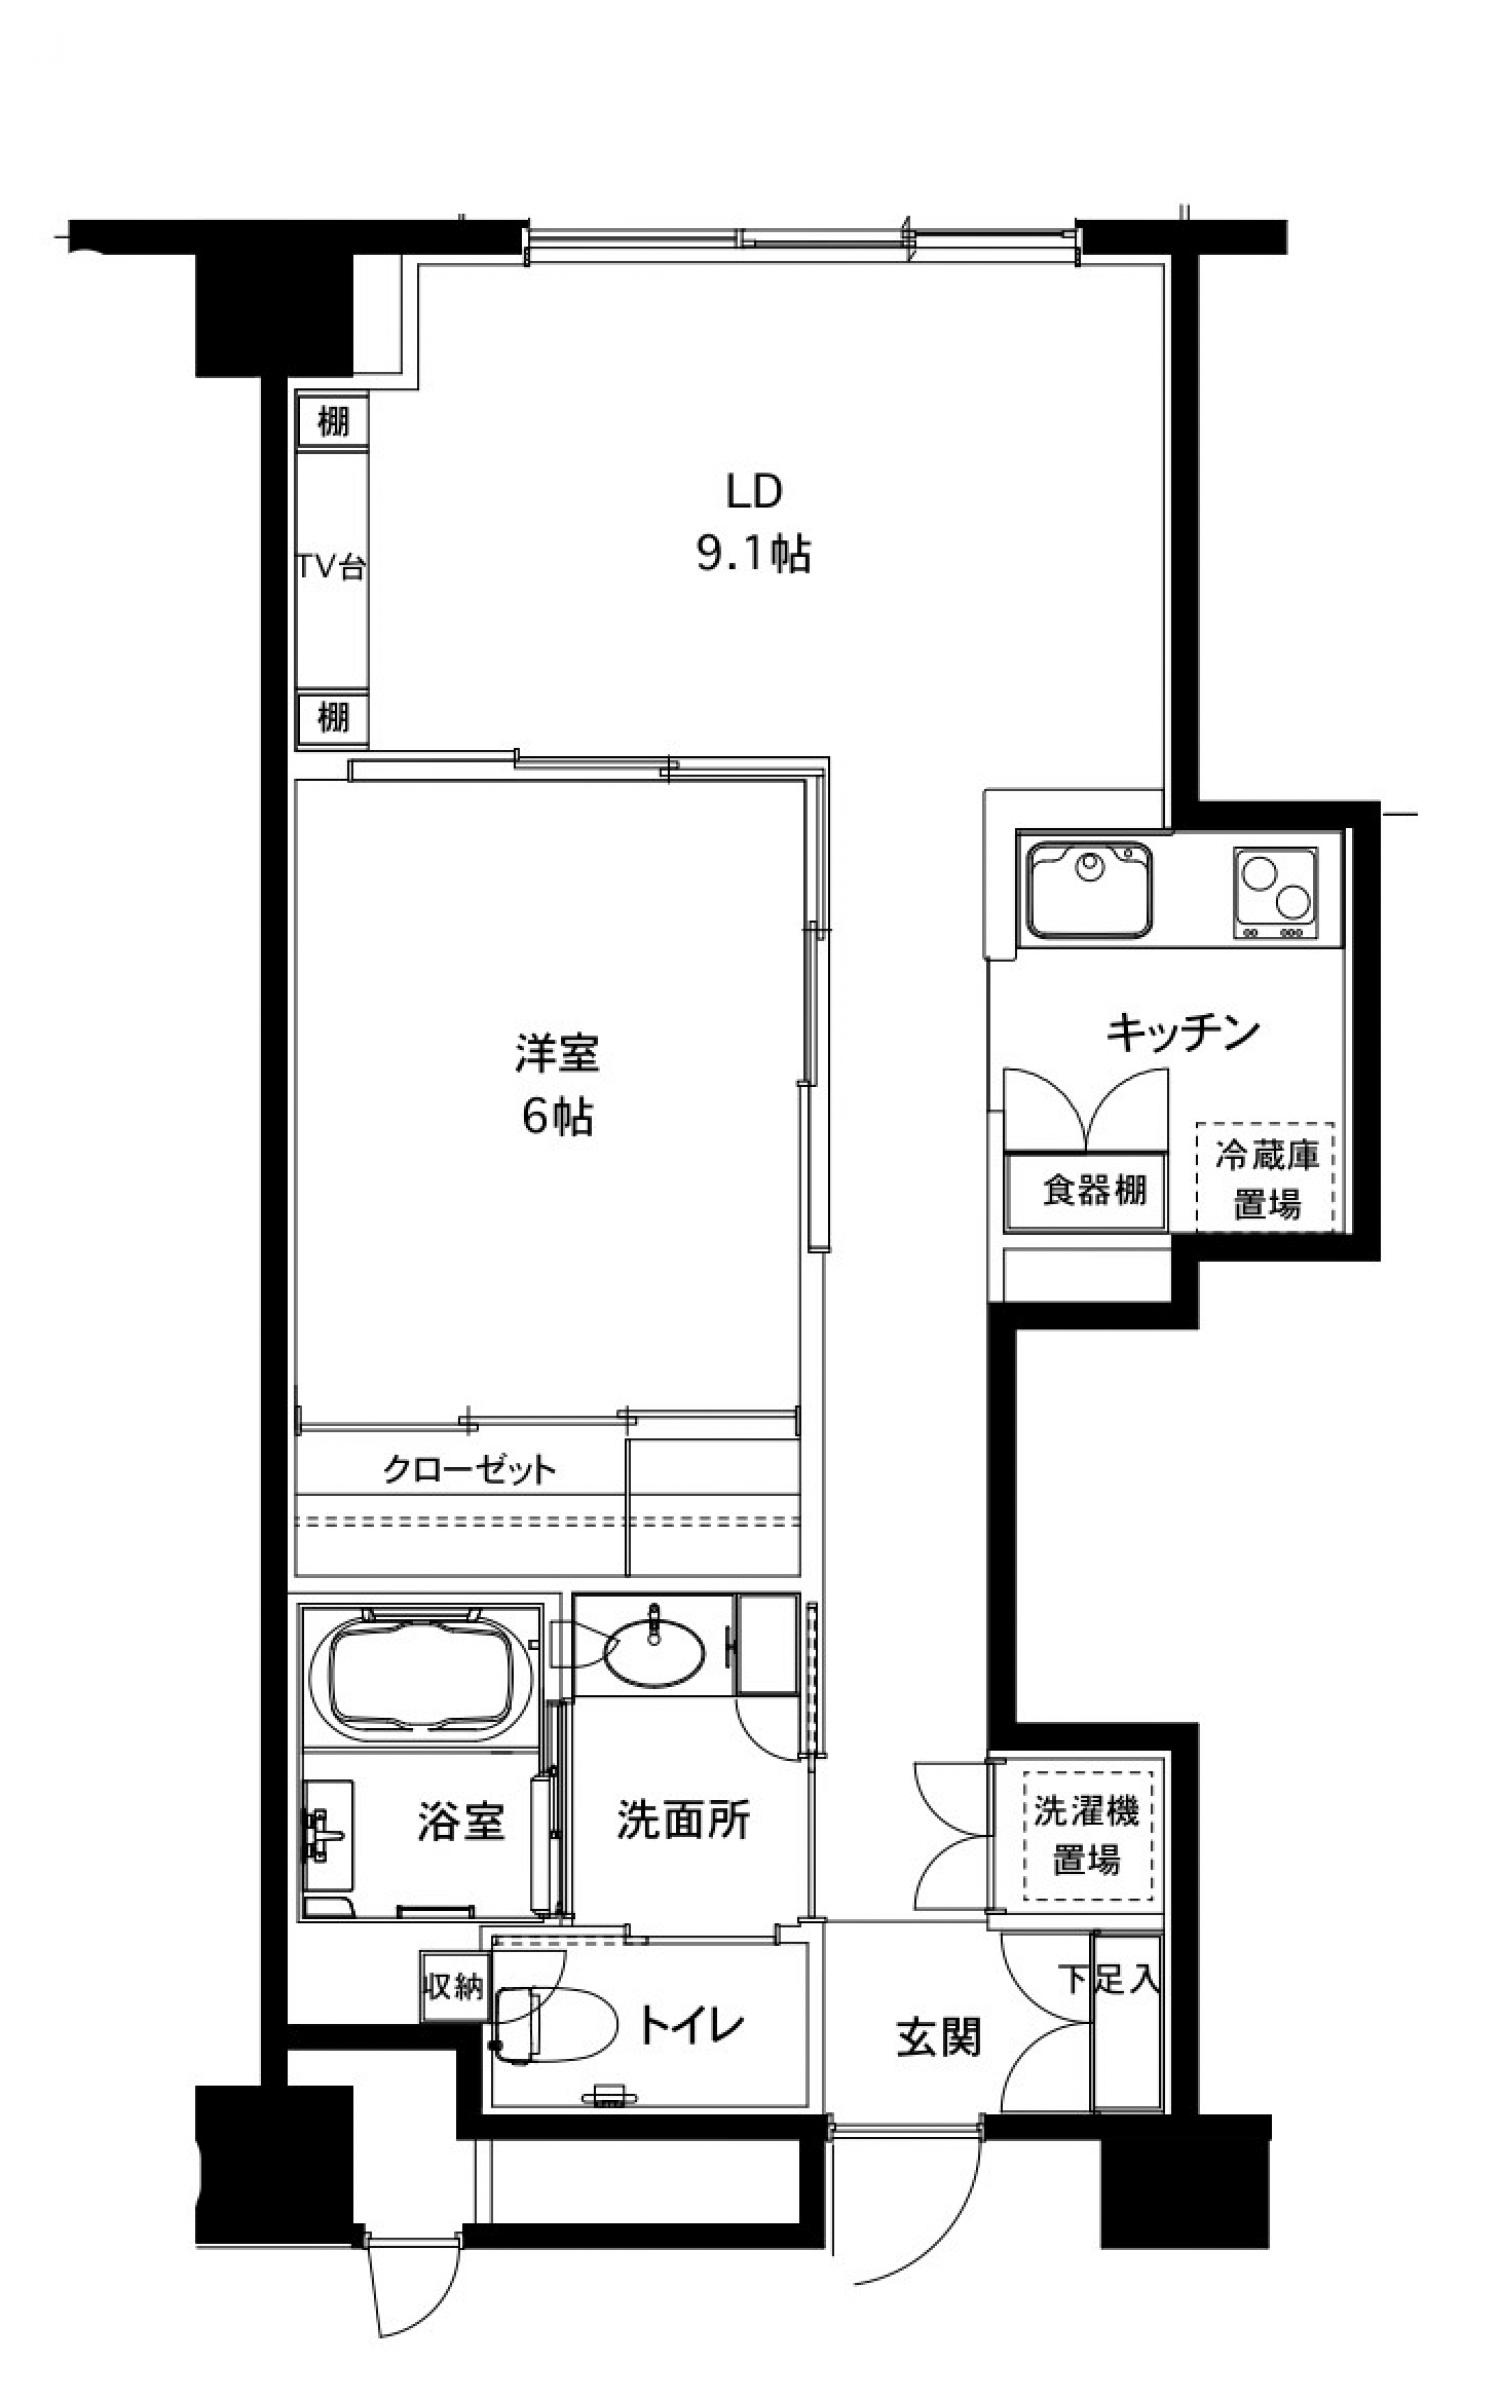 棚
LD
9.1帖
TV台
棚
洋室
6帖
キッチン
冷蔵庫
置場
食器棚
クローゼット
浴室
洗面所
洗濯機
置場
収納
トイレ
玄関
下足入